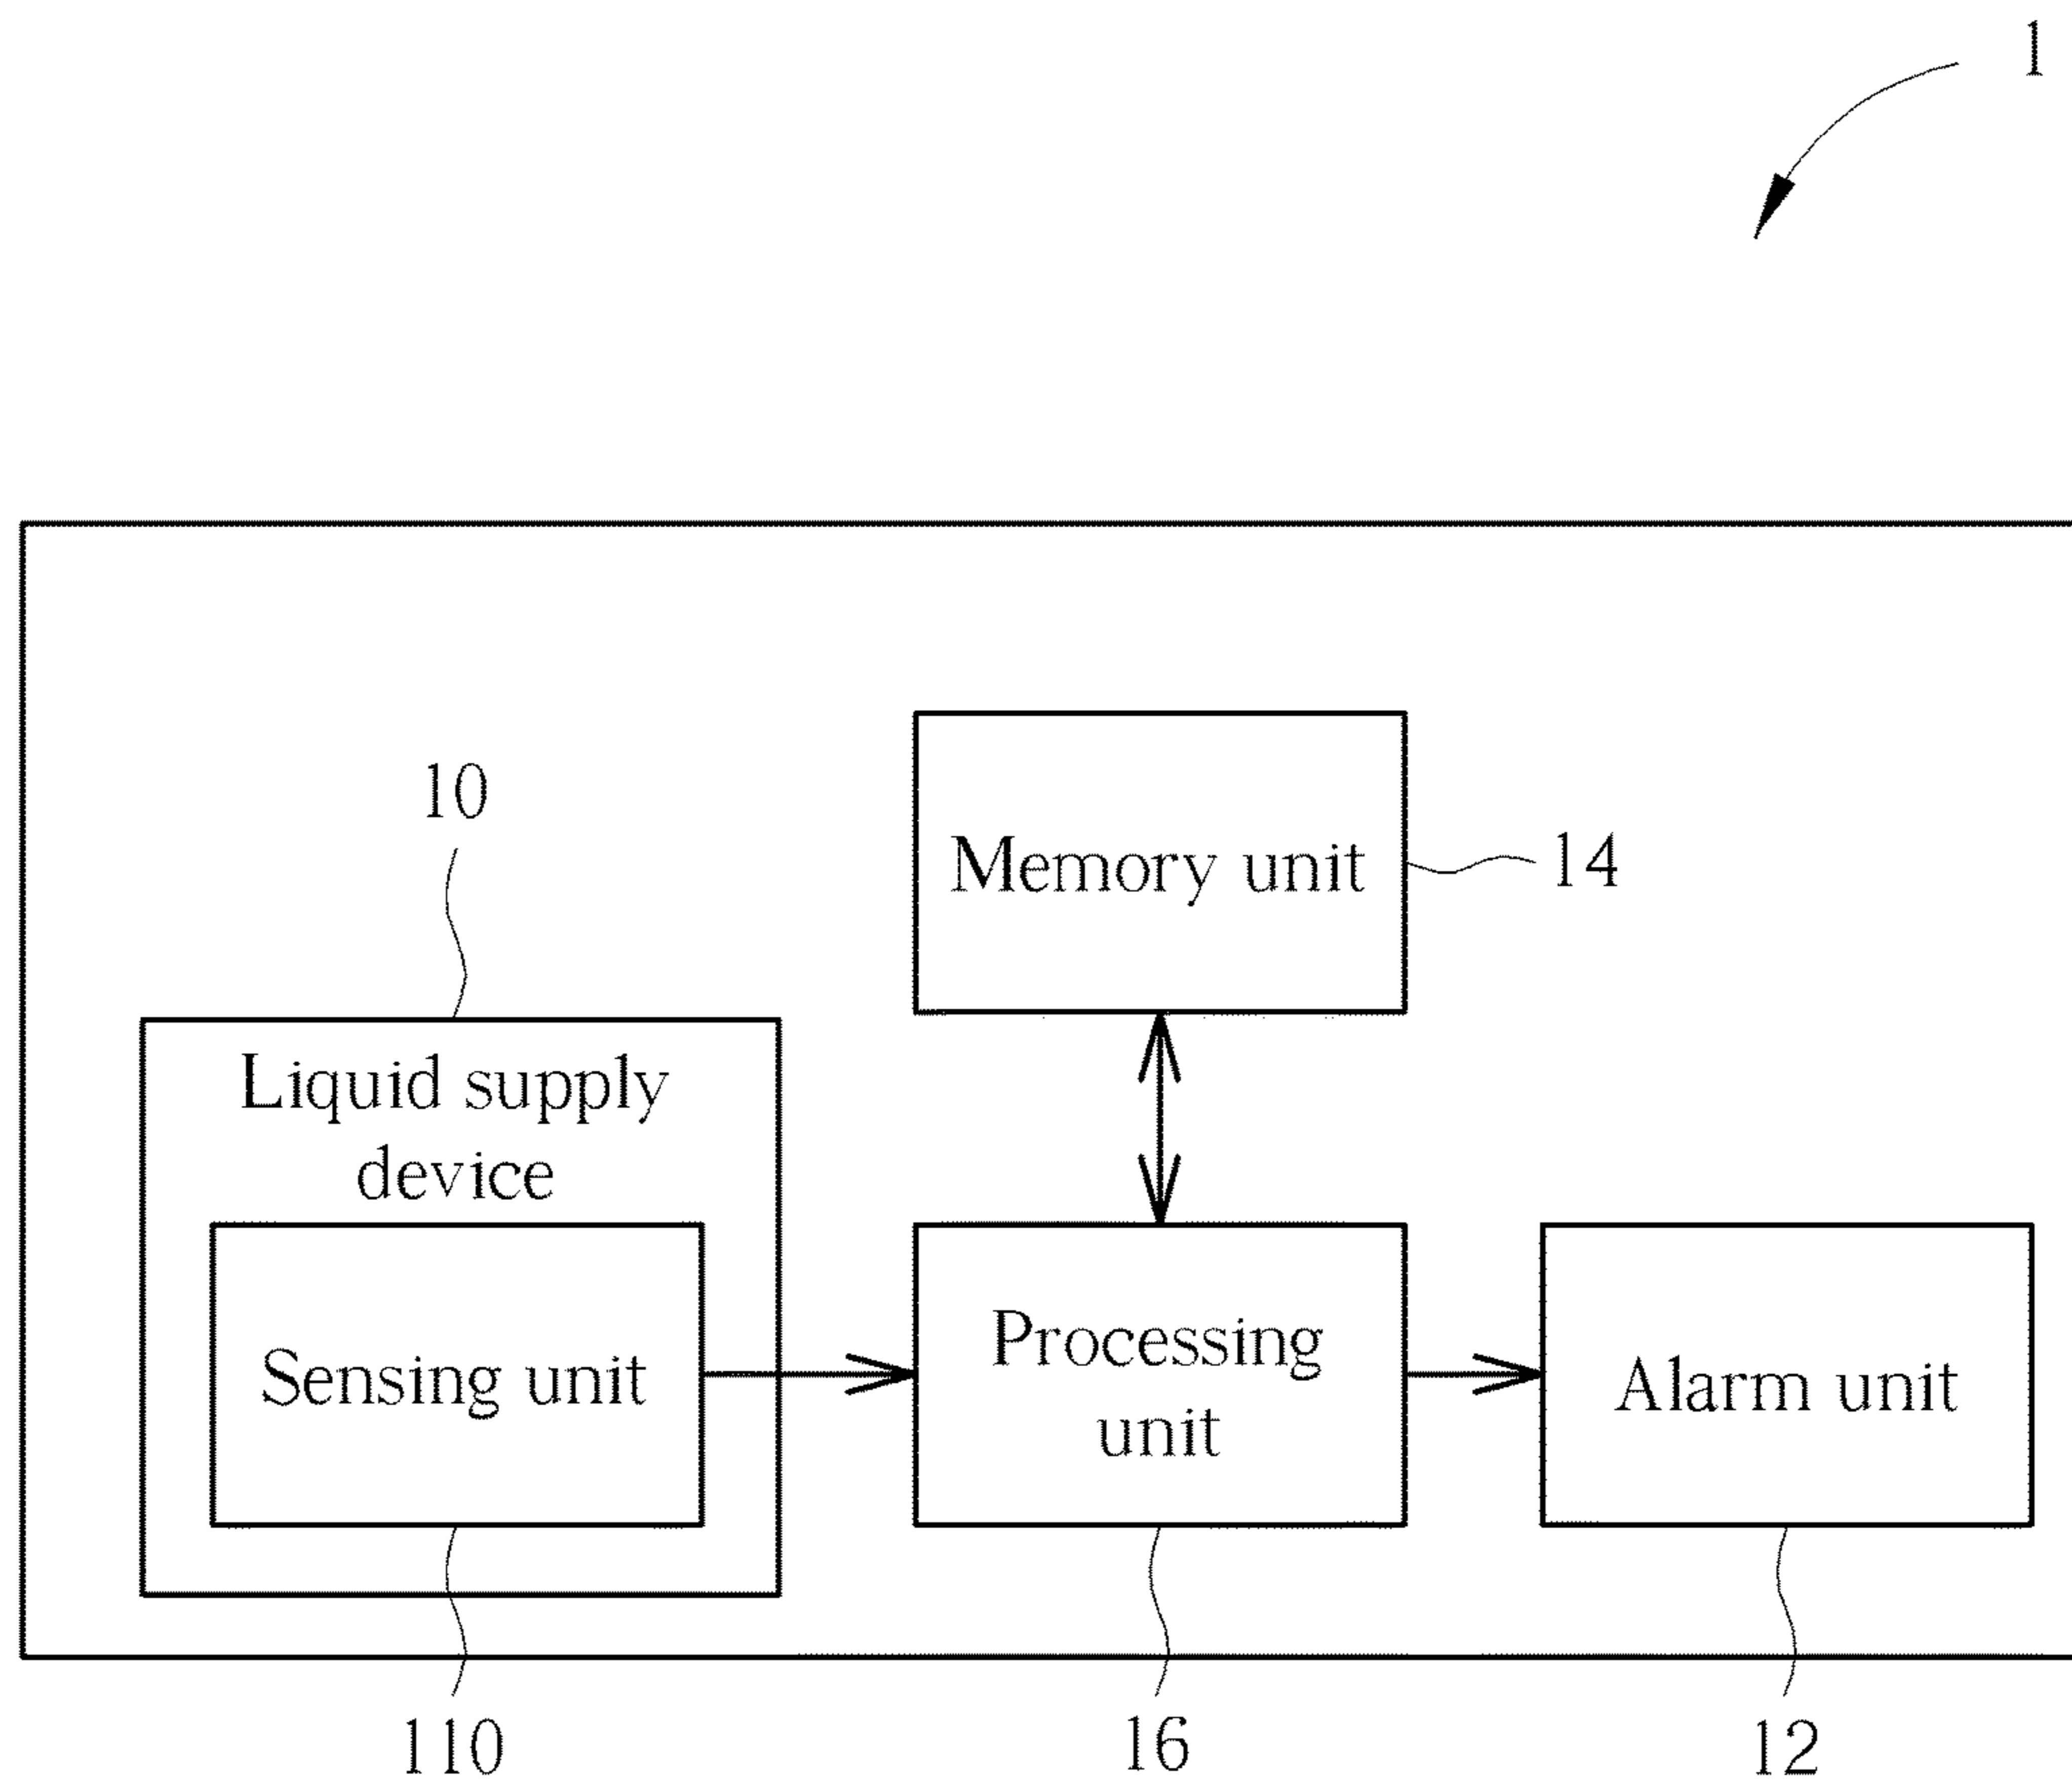 1
10
Memory unit
14
Liquid supply
device
Sensing unit
Processing
unit
Alarm unit
110
16
12